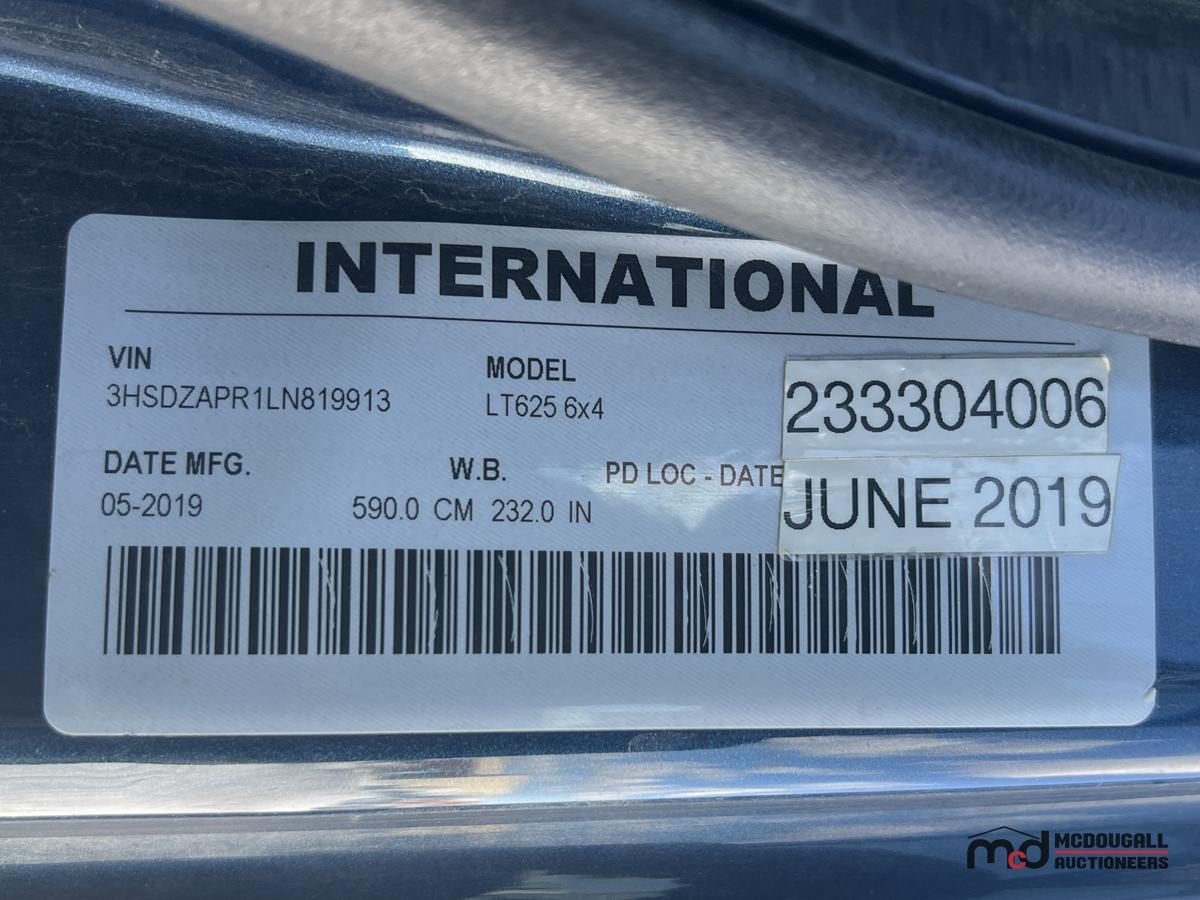 INTERNATIONAL
VIN
3HSDZAPR1LN819913
MODEL
LT625 6x4
233304006
DATE MFG.
05-2019
W.B.
590.0 CM 232.0 IN
PD LOC - DATE
JUNE 2019
mcd MCDOUGALL
AUCTIONEERS